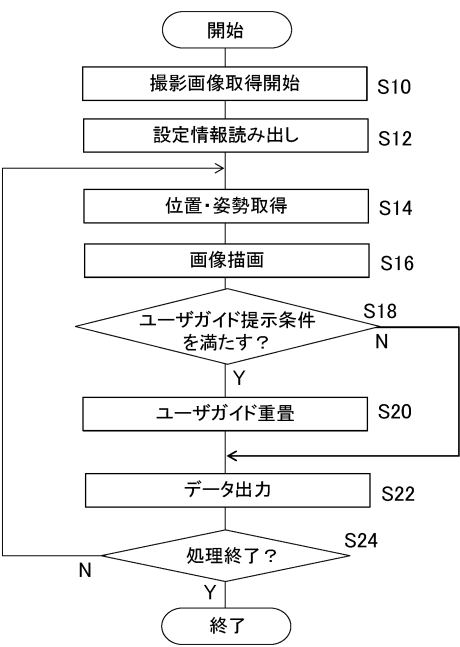 開始
撮影画像取得開始
S10
設定情報読み出し
S12
位置・姿勢取得
S14
画像描画
S16
ユーザガイド提示条件
を満たす？
S18
N
Y
ユーザガイド重畳
S20
データ出力
S22
処理終了？
S24
N
Y
終了